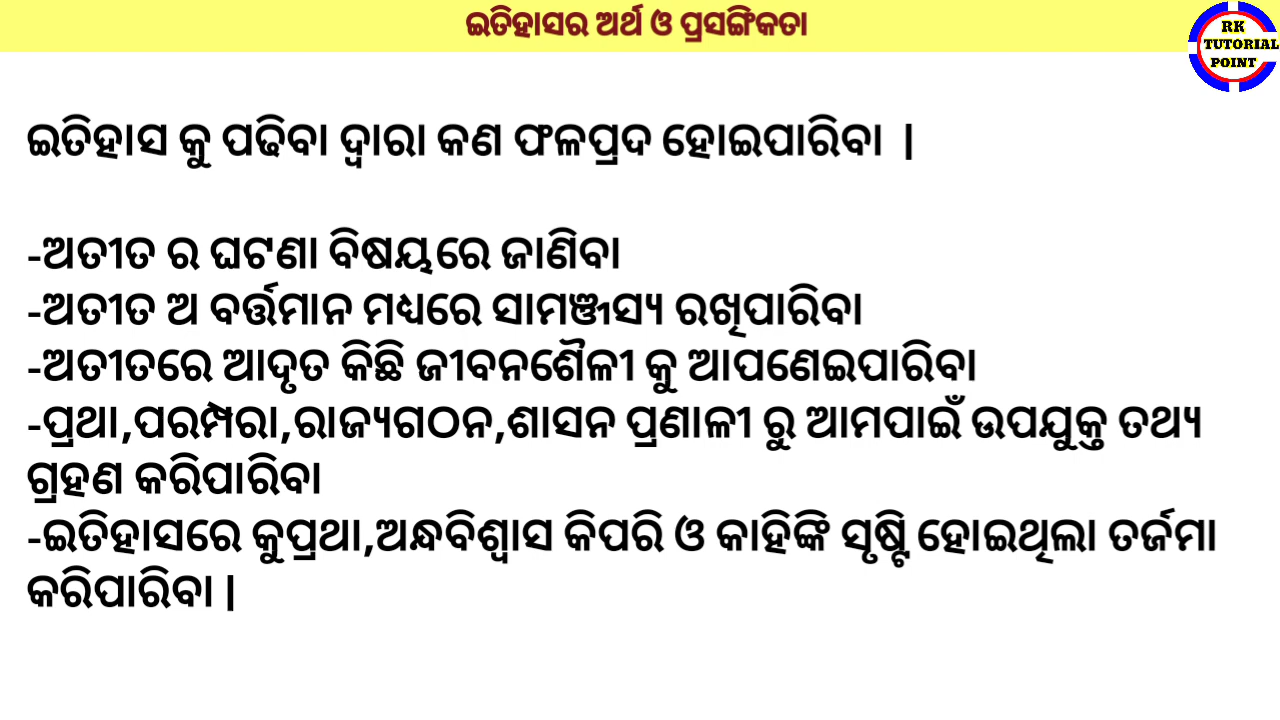 ଇତିହାସର ଅର୍ଥ ଓ ପ୍ରସଙ୍ଗିକତା
RK
TUTORIAL
POINT
ଇତିହାସ କୁ ପଢିବା ଦ୍ୱାରା କଣ ଫଳପ୍ରଦ ହୋଇପାରିବା |
-ଅତୀତ ର ଘଟଣା ବିଷୟରେ ଜାଣିବା
-ଅତୀତ ଅ ବର୍ତ୍ତମାନ ମଧ୍ୟରେ ସାମଞ୍ଜସ୍ୟ ରଖିପାରିବା
-ଅତୀତରେ ଆଦୃତ କିଛି ଜୀବନଶୈଳୀ କୁ ଆପଣେଇପାରିବା
-ପ୍ରଥା,ପରମ୍ପରା,ରାଜ୍ୟଗଠନ,ଶାସନ ପ୍ରଣାଳୀ ରୁ ଆମପାଇଁ ଉପଯୁକ୍ତ ତଥ୍ୟ
ଗ୍ରହଣ କରିପାରିବା
-ଇତିହାସରେ କୁପ୍ରଥା,ଅନ୍ଧବିଶ୍ୱାସ କିପରି ଓ କାହିଙ୍କି ସୃଷ୍ଟି ହୋଇଥିଲା ତର୍ଜମା
କରିପାରିବା |